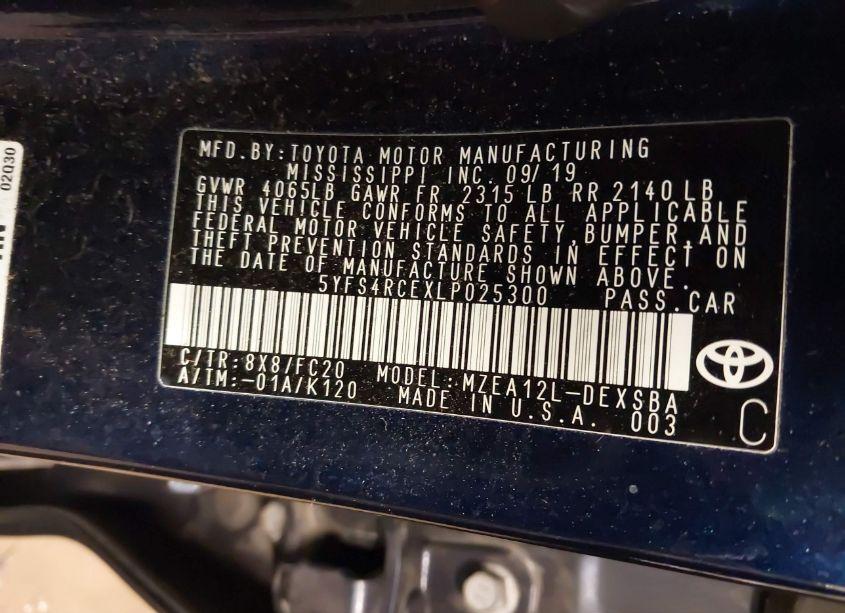 MFD.BY:TOYOTA MOTOR MANUFACTURING
MISSISSIPPI INC. 09/19
GVWR 4065LB GAWR FR 2315 LB RR 2140 LB
THIS VEHICLE CONFORMS TO ALL APPLICABLE
FEDERAL MOTOR VEHICLE SAFETY, BUMPER, AND
THEFT PREVENTION STANDARDS IN EFFECT ON
THE DATE OF MANUFACTURE SHOWN ABOVE.
5YFS4RCEXLP025300 PASS.CAR
C/TR:8X8/FC20 MODEL:MZEA12L-DEXSBA
A/TM:-01A/K120 MADE IN U.S.A. 003
C
02Q30